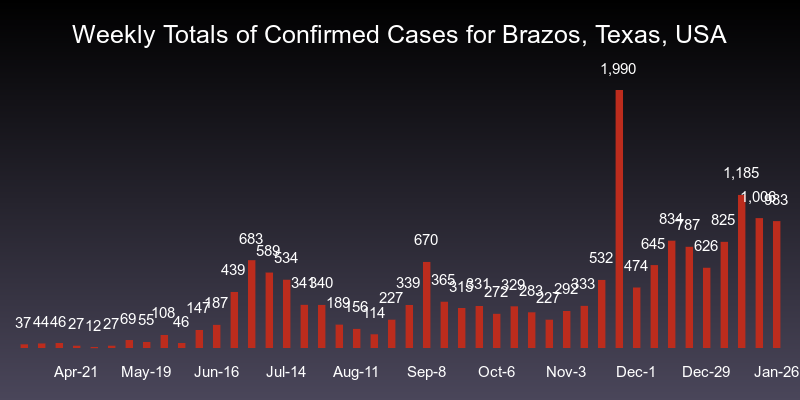 Weekly Totals of Confirmed Cases for Brazos, Texas, USA
37 44 46 27 12 27 69 55 108 46 147 187 439 683 589 534 341 340 189 156 114 227 339 670 365 315 331 272 329 283 227 292 333 532 1,990 474 645 834 787 626 825 1,185 1,006 983
Apr-21 May-19 Jun-16 Jul-14 Aug-11 Sep-8 Oct-6 Nov-3 Dec-1 Dec-29 Jan-26